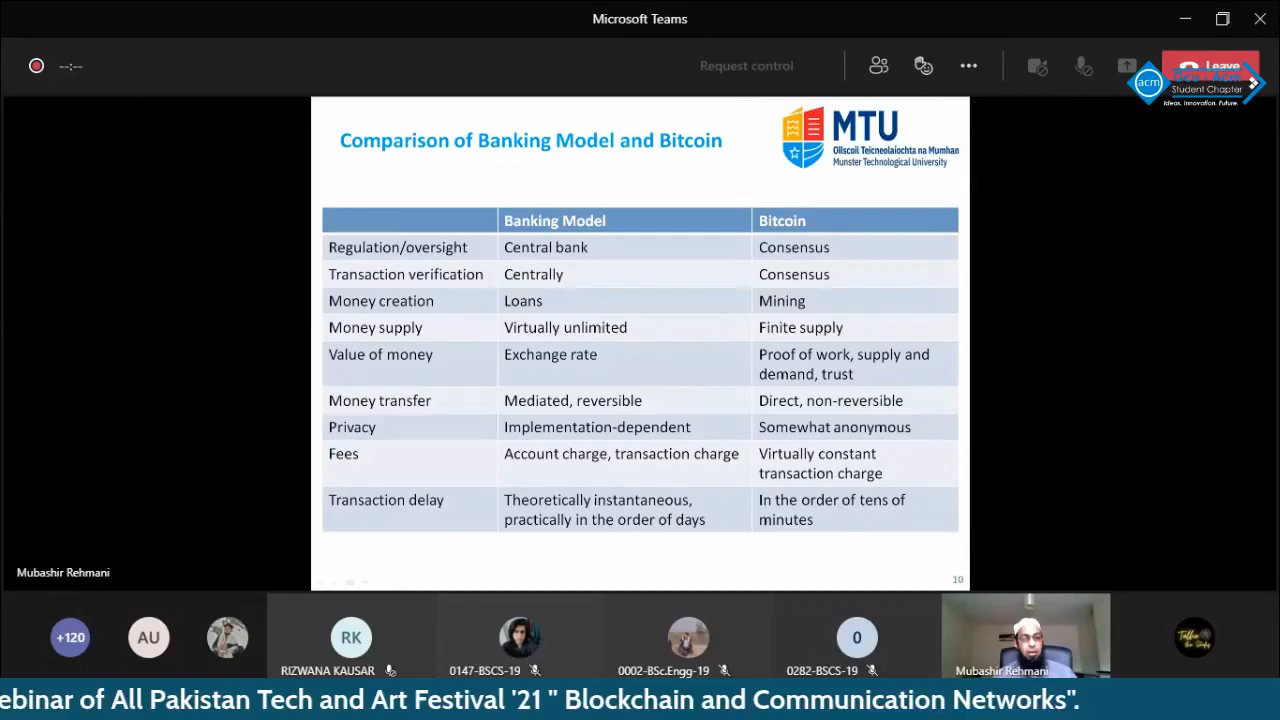 Microsoft Teams
--:--
Request control
Leave
acm
Student Chapter
Ideas. Innovation. Future.
Comparison of Banking Model and Bitcoin
MTU
Ollscoil Teicneolaíochta na Mumhan
Munster Technological University
Banking Model Bitcoin
Regulation/oversight Central bank Consensus
Transaction verification Centrally Consensus
Money creation Loans Mining
Money supply Virtually unlimited Finite supply
Value of money Exchange rate Proof of work, supply and
demand, trust
Money transfer Mediated, reversible Direct, non-reversible
Privacy Implementation-dependent Somewhat anonymous
Fees Account charge, transaction charge Virtually constant
transaction charge
Transaction delay Theoretically instantaneous, In the order of tens of
practically in the order of days minutes
10
Mubashir Rehmani
+120
AU
RK
0
RIZWANA KAUSAR
0147-BSCS-19
0002-BSc.Engg-19
0282-BSCS-19
Mubashir Rehmani
ebinar of All Pakistan Tech and Art Festival '21 " Blockchain and Communication Networks".